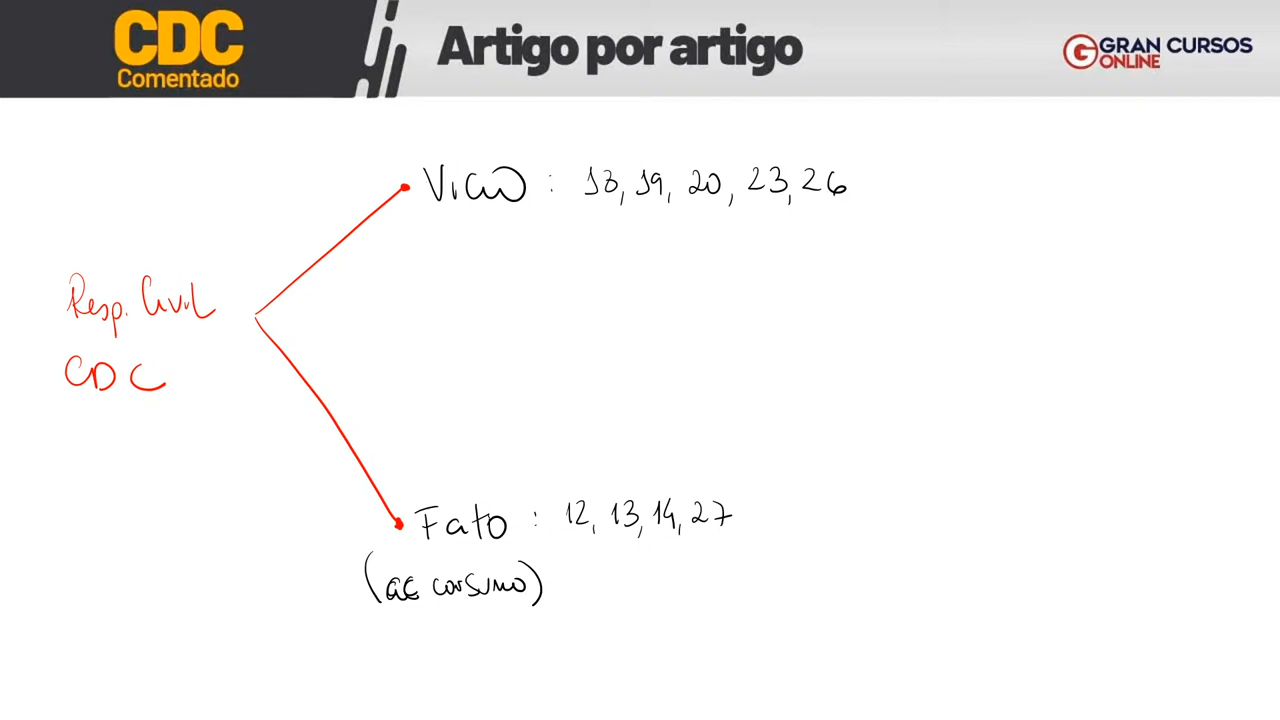 CDC
Comentado
Artigo por artigo
GRAN CURSOS
ONLINE
Vício : 18, 19, 20, 23, 26
Resp. Civil
CDC
Fato : 12, 13, 14, 27
(ac consumo)